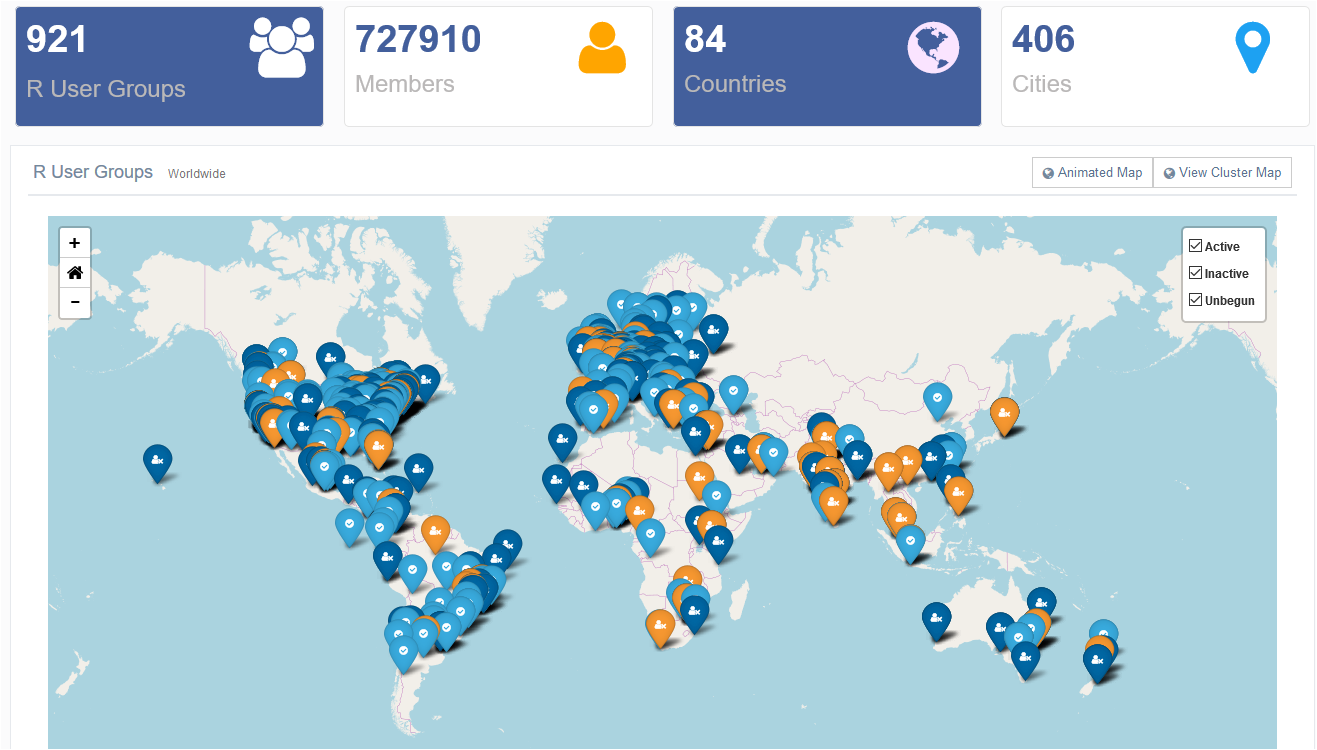 921
R User Groups
727910
Members
84
Countries
406
Cities
R User Groups Worldwide
Animated Map View Cluster Map
+
−
Active
Inactive
Unbegun